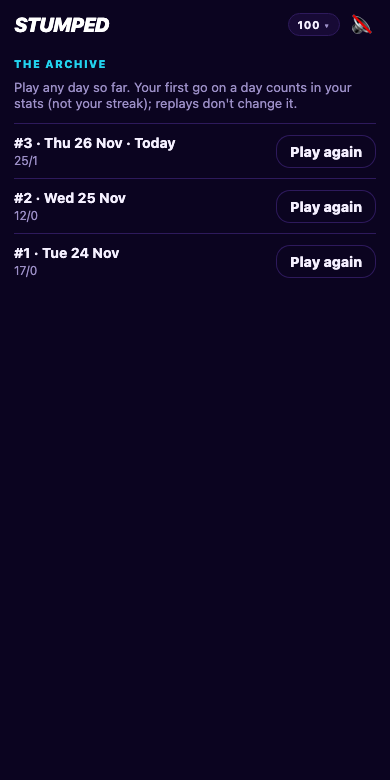 STUMPED
100 ▾
THE ARCHIVE
Play any day so far. Your first go on a day counts in your
stats (not your streak); replays don't change it.
#3 · Thu 26 Nov · Today
25/1
Play again
#2 · Wed 25 Nov
12/0
Play again
#1 · Tue 24 Nov
17/0
Play again